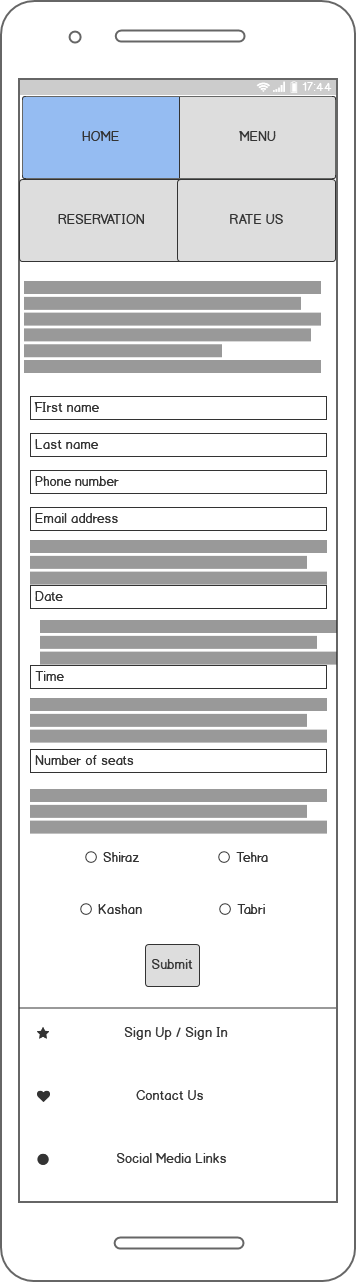 17:44
HOME MENU
RESERVATION RATE US
FIrst name
Last name
Phone number
Email address
Date
Time
Number of seats
Shiraz Tehra
Kashan Tabri
Submit
Sign Up / Sign In
Contact Us
Social Media Links